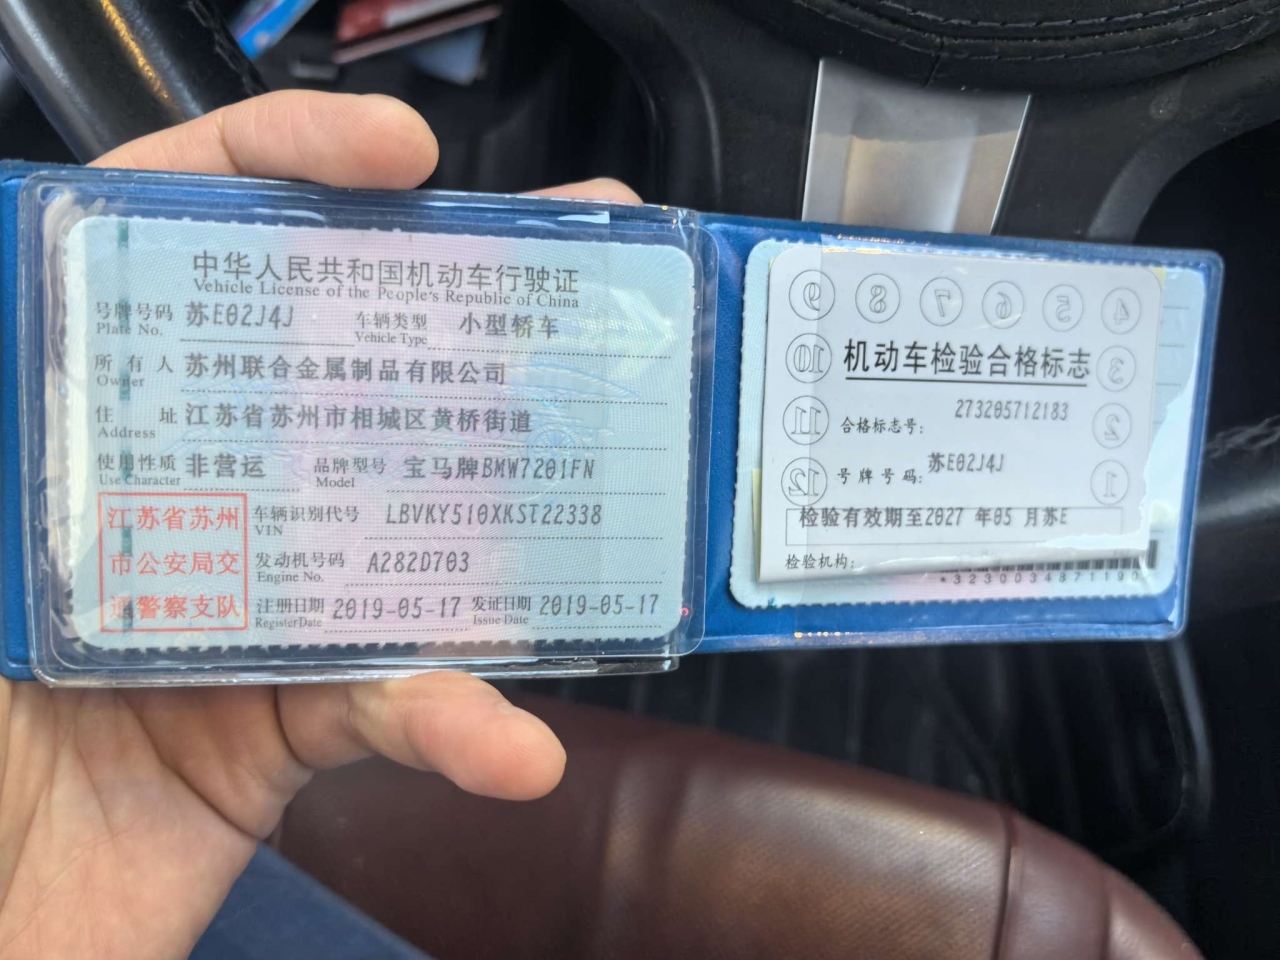 中华人民共和国机动车行驶证
Vehicle License of the People's Republic of China
号牌号码 苏E02J4J 车辆类型 小型轿车
Plate No. Vehicle Type
所有人 苏州联合金属制品有限公司
Owner
住址 江苏省苏州市相城区黄桥街道
Address
使用性质 非营运 品牌型号 宝马牌BMW7201FN
Use Character Model
江苏省苏州
市公安局交
通警察支队
车辆识别代号 LBVKY510XKST22338
VIN
发动机号码 A282D703
Engine No.
注册日期 2019-05-17 发证日期 2019-05-17
Register Date Issue Date
9 8 7 6 5 4
10 3
11 2
12 1
机动车检验合格标志
合格标志号: 273205712183
号牌号码: 苏E02J4J
检验有效期至2027 年05 月苏E
检验机构:
*3230034871190